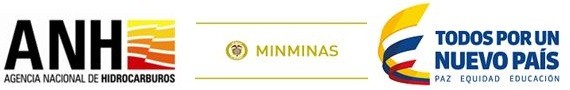 ANH
AGENCIA NACIONAL DE HIDROCARBUROS
MINMINAS
TODOS POR UN
NUEVO PAÍS
PAZ EQUIDAD EDUCACIÓN